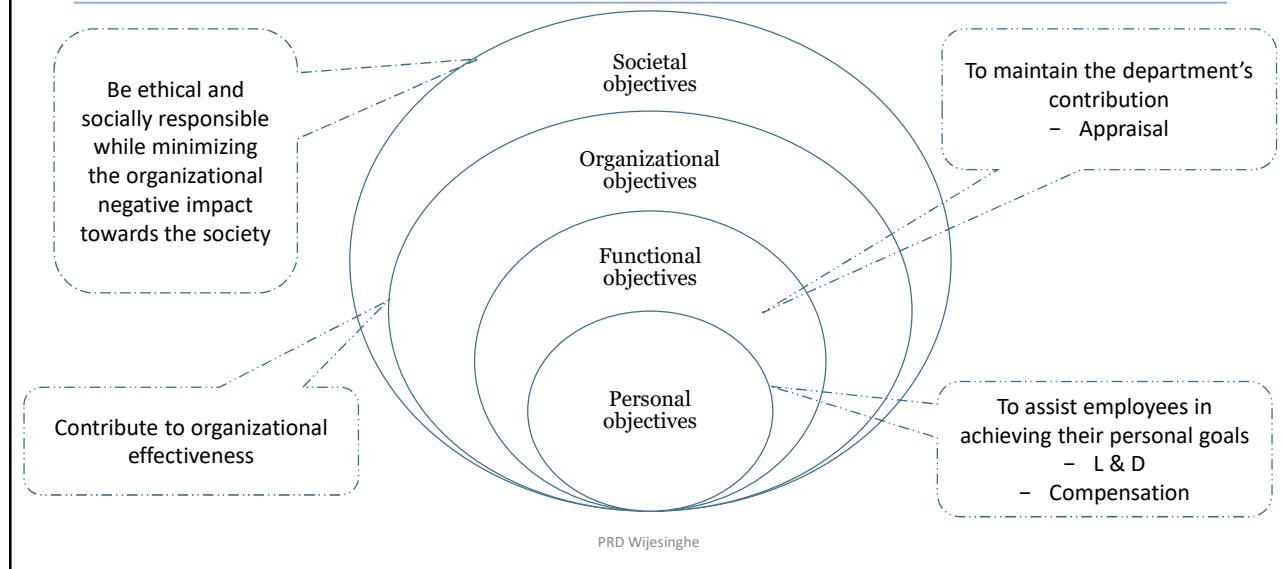 Be ethical and
socially responsible
while minimizing
the organizational
negative impact
towards the society
Societal
objectives
To maintain the department's
contribution
− Appraisal
Organizational
objectives
Functional
objectives
Contribute to organizational
effectiveness
Personal
objectives
To assist employees in
achieving their personal goals
− L & D
− Compensation
PRD Wijesinghe